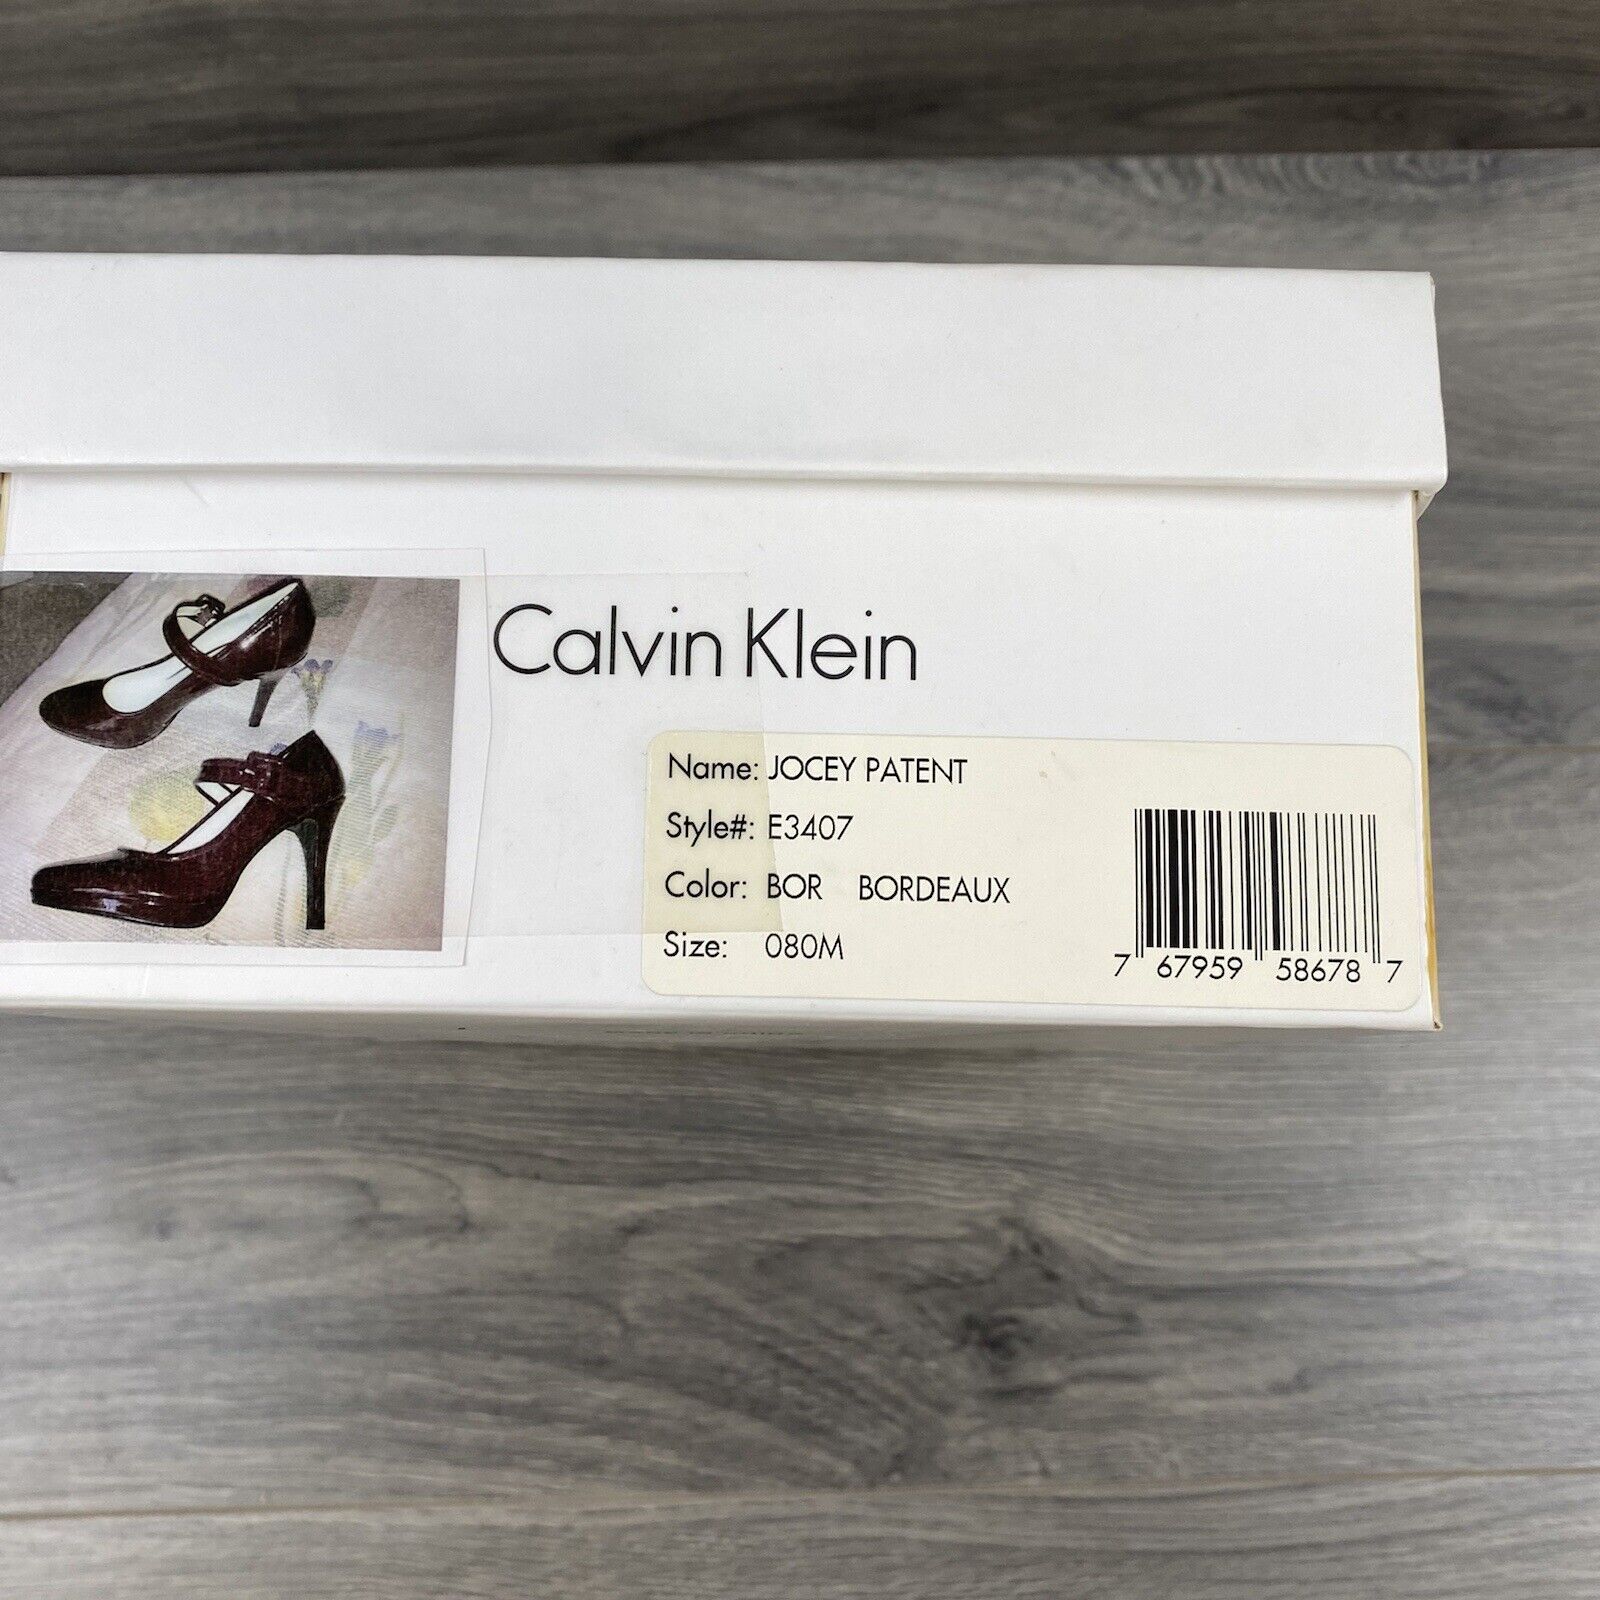 Calvin Klein
Name: JOCEY PATENT
Style#: E3407
Color: BOR BORDEAUX
Size: 080M
7 67959 58678 7